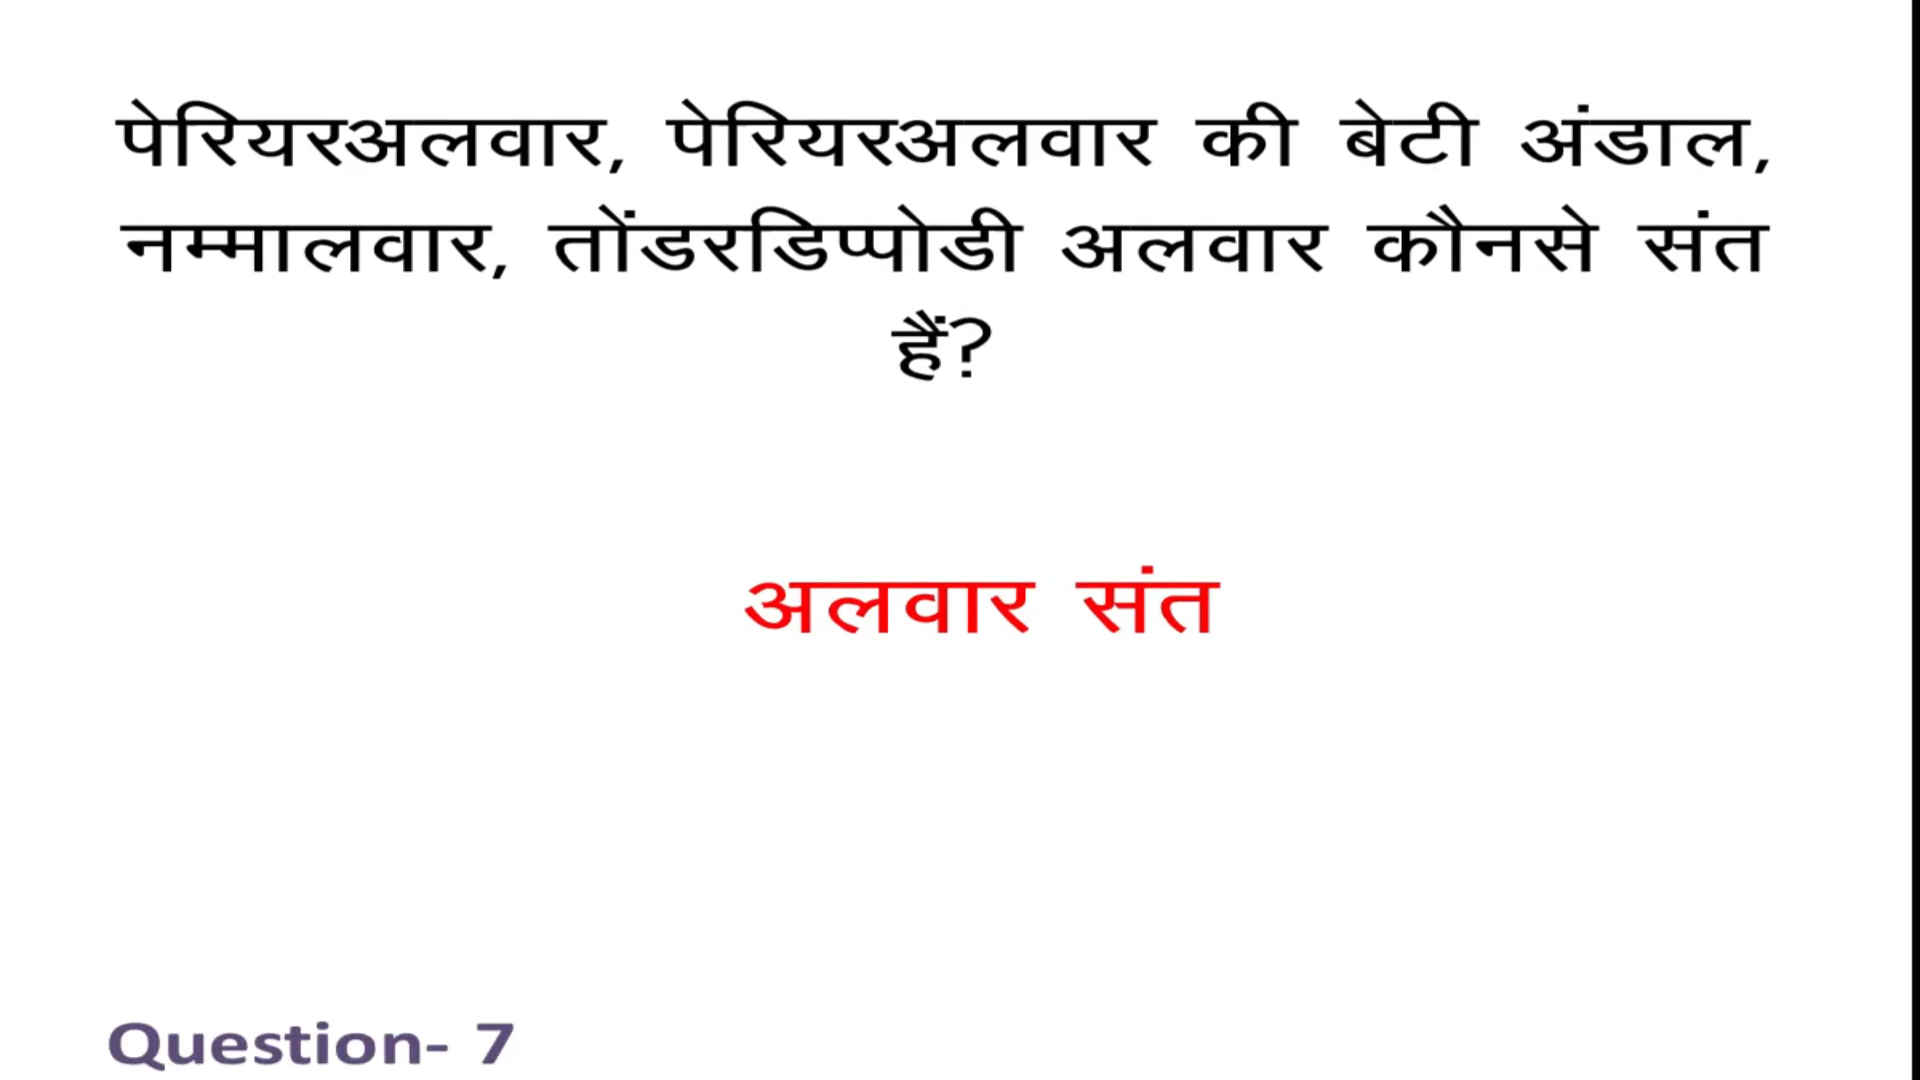 पेरियरअलवार, पेरियरअलवार की बेटी अंडाल,
नम्मालवार, तोंडरडिप्पोडी अलवार कौनसे संत
हैं?
अलवार संत
Question- 7